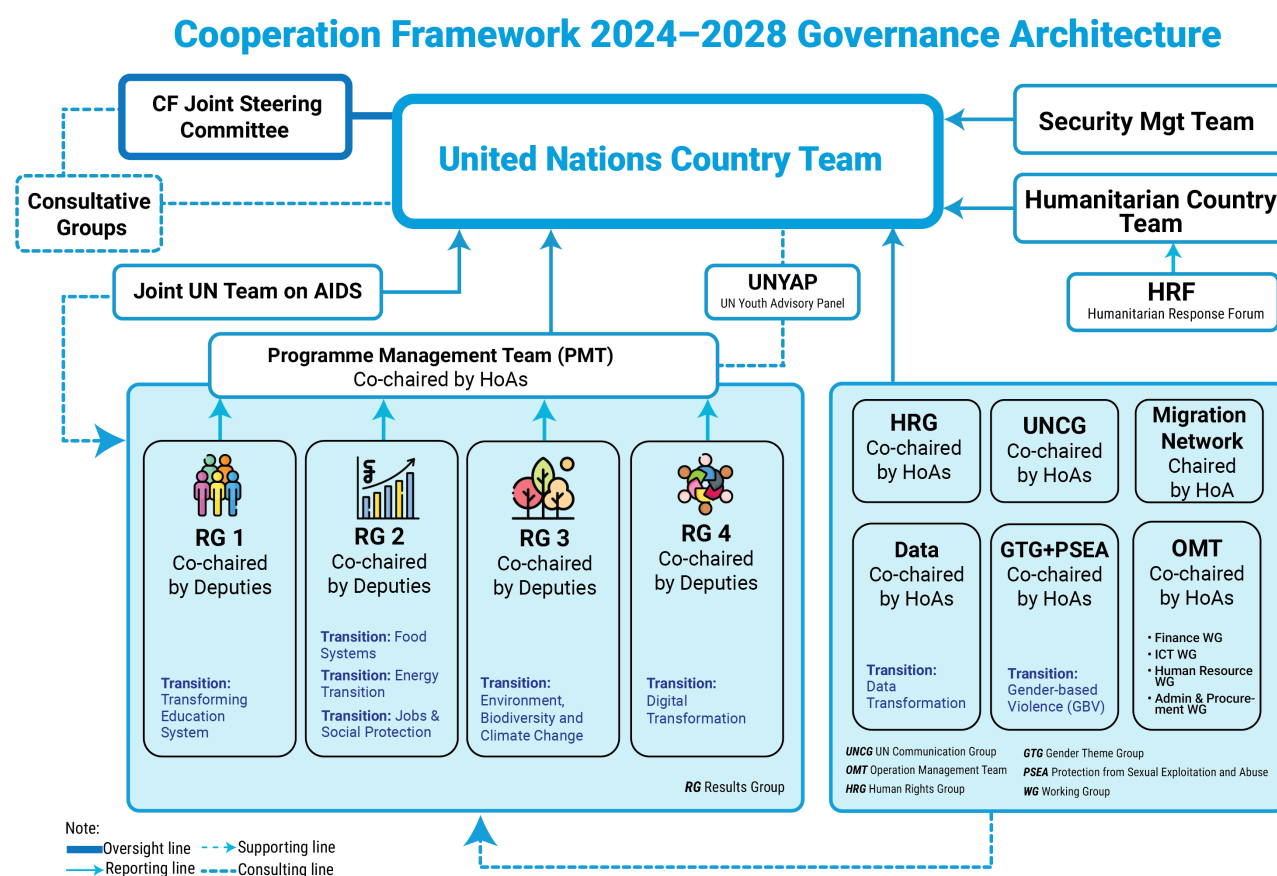 Cooperation Framework 2024–2028 Governance Architecture
CF Joint Steering
Committee
United Nations Country Team
Security Mgt Team
Consultative
Groups
Humanitarian Country
Team
Joint UN Team on AIDS
UNYAP
UN Youth Advisory Panel
HRF
Humanitarian Response Forum
Programme Management Team (PMT)
Co-chaired by HoAs
RG 1
Co-chaired
by Deputies
Transition:
Transforming
Education
System
RG 2
Co-chaired
by Deputies
Transition: Food
Systems
Transition: Energy
Transition
Transition: Jobs &
Social Protection
RG 3
Co-chaired
by Deputies
Transition:
Environment,
Biodiversity and
Climate Change
RG 4
Co-chaired
by Deputies
Transition:
Digital
Transformation
RG Results Group
HRG
Co-chaired
by HoAs
UNCG
Co-chaired
by HoAs
Migration
Network
Chaired
by HoA
Data
Co-chaired
by HoAs
Transition:
Data
Transformation
GTG+PSEA
Co-chaired
by HoAs
Transition:
Gender-based
Violence (GBV)
OMT
Co-chaired
by HoAs
• Finance WG
• ICT WG
• Human Resource
WG
• Admin & Procure-
ment WG
UNCG UN Communication Group
OMT Operation Management Team
HRG Human Rights Group
GTG Gender Theme Group
PSEA Protection from Sexual Exploitation and Abuse
WG Working Group
Note:
Oversight line
Supporting line
Reporting line
Consulting line